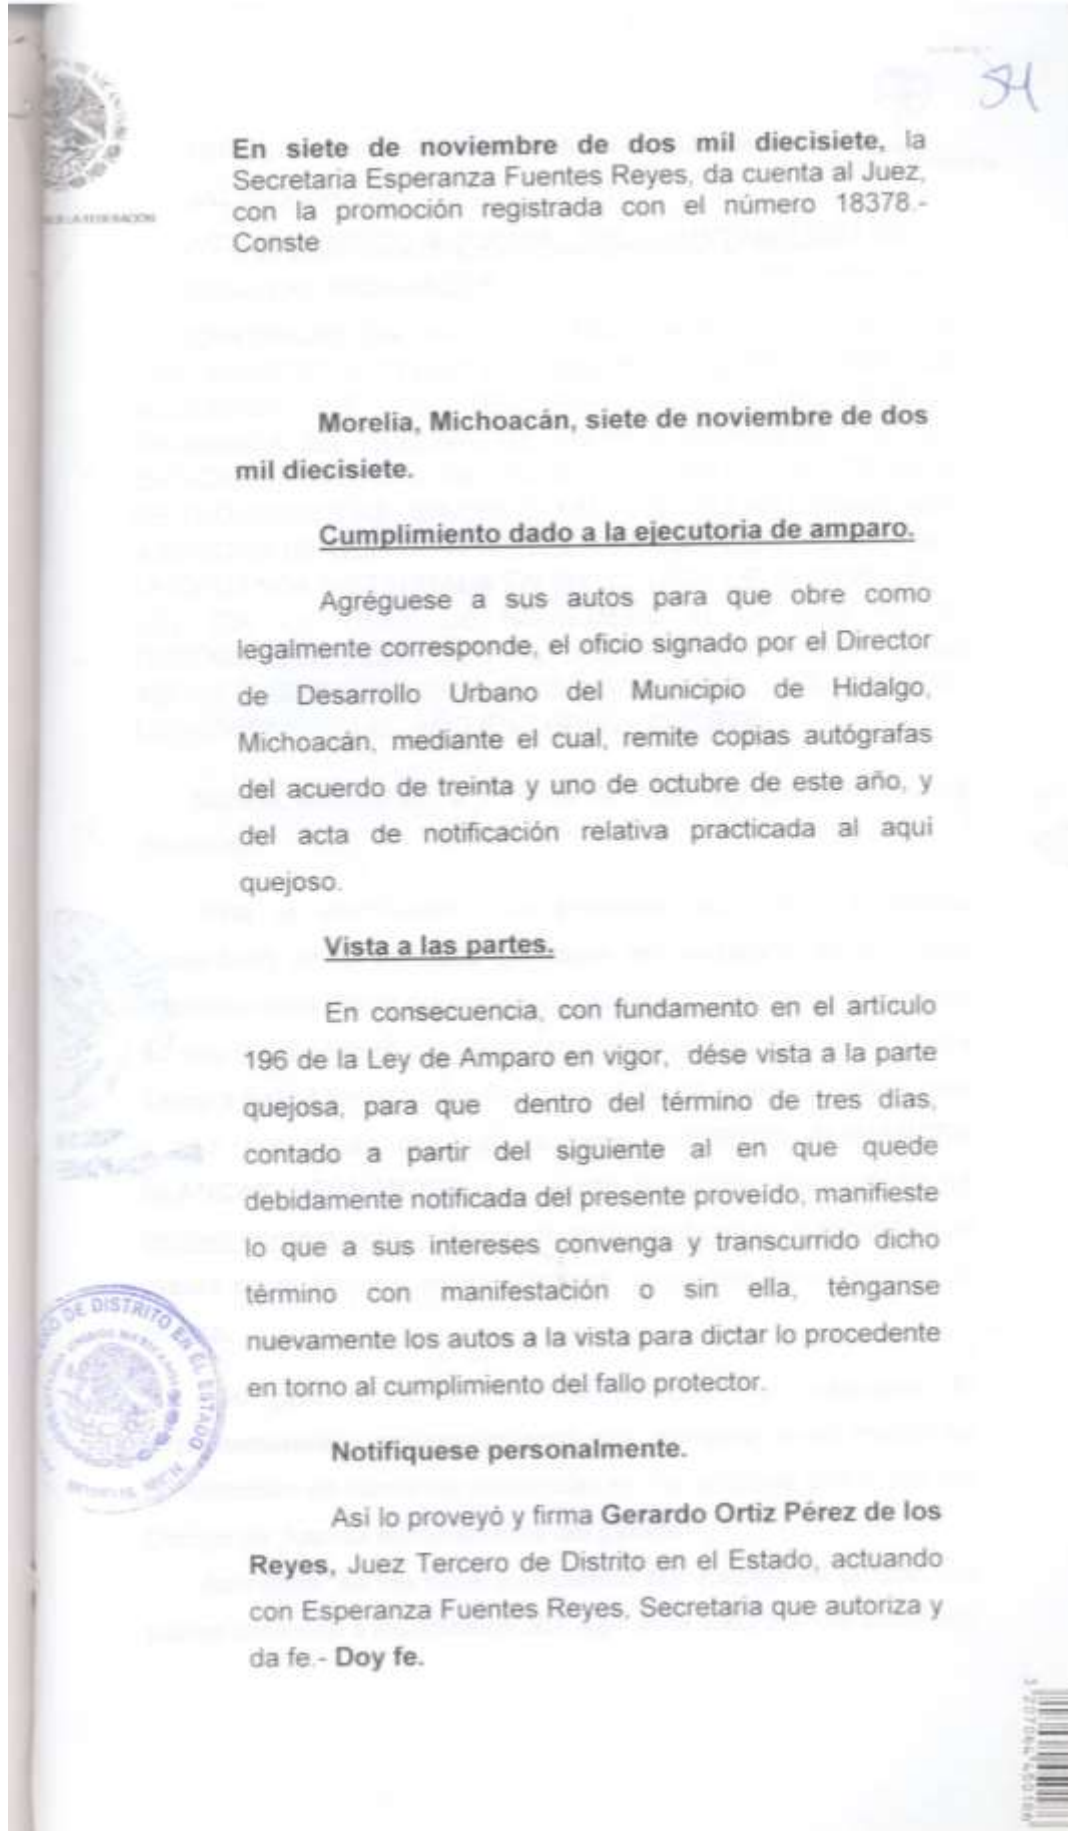 54
DE LA FEDERACIÓN
En siete de noviembre de dos mil diecisiete, la
Secretaria Esperanza Fuentes Reyes, da cuenta al Juez,
con la promoción registrada con el número 18378.-
Conste
Morelia, Michoacán, siete de noviembre de dos
mil diecisiete.
Cumplimiento dado a la ejecutoria de amparo.
Agréguese a sus autos para que obre como
legalmente corresponde, el oficio signado por el Director
de Desarrollo Urbano del Municipio de Hidalgo,
Michoacán, mediante el cual, remite copias autógrafas
del acuerdo de treinta y uno de octubre de este año, y
del acta de notificación relativa practicada al aquí
quejoso.
Vista a las partes.
En consecuencia, con fundamento en el artículo
196 de la Ley de Amparo en vigor, dése vista a la parte
quejosa, para que dentro del término de tres días,
contado a partir del siguiente al en que quede
debidamente notificada del presente proveído, manifieste
lo que a sus intereses convenga y transcurrido dicho
término con manifestación o sin ella, ténganse
nuevamente los autos a la vista para dictar lo procedente
en torno al cumplimiento del fallo protector.
DE DISTRITO EN EL ESTADO
Notifíquese personalmente.
Así lo proveyó y firma Gerardo Ortiz Pérez de los
Reyes, Juez Tercero de Distrito en el Estado, actuando
con Esperanza Fuentes Reyes, Secretaria que autoriza y
da fe.- Doy fe.